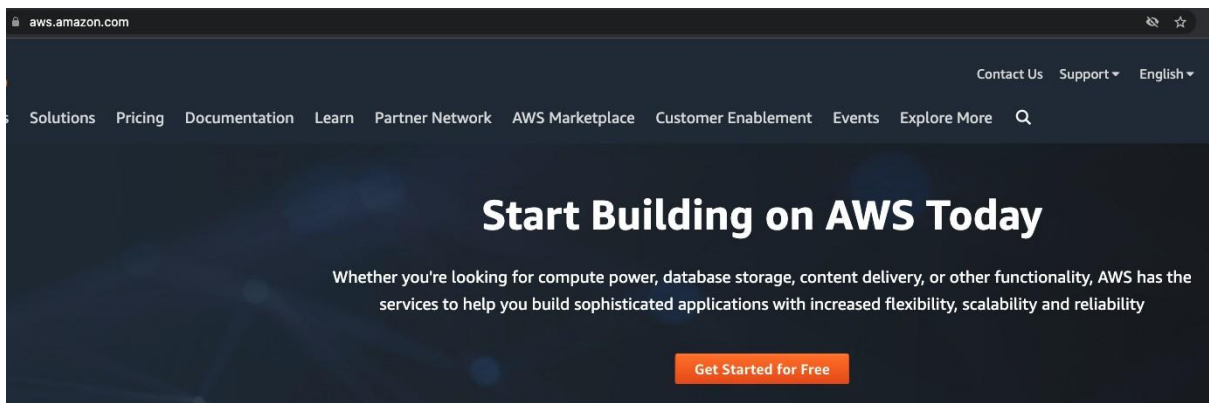 aws.amazon.com
Contact Us Support English
Solutions Pricing Documentation Learn Partner Network AWS Marketplace Customer Enablement Events Explore More
Start Building on AWS Today
Whether you're looking for compute power, database storage, content delivery, or other functionality, AWS has the
services to help you build sophisticated applications with increased flexibility, scalability and reliability
Get Started for Free